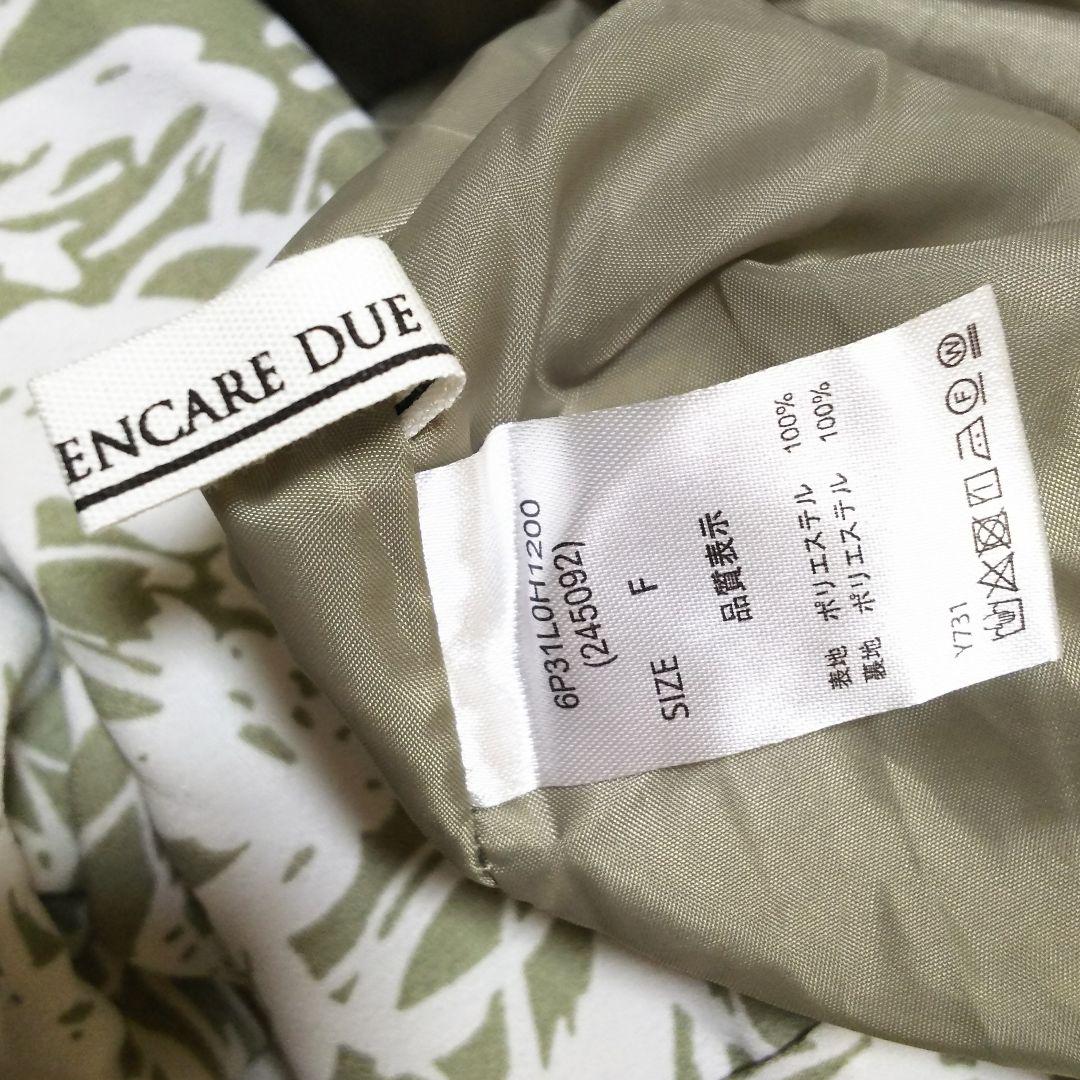 ENCARE DUE
6P31L0H1200
(245092)
SIZE F
品質表示
表地 ポリエステル 100%
裏地 ポリエステル 100%
Y731
F
W